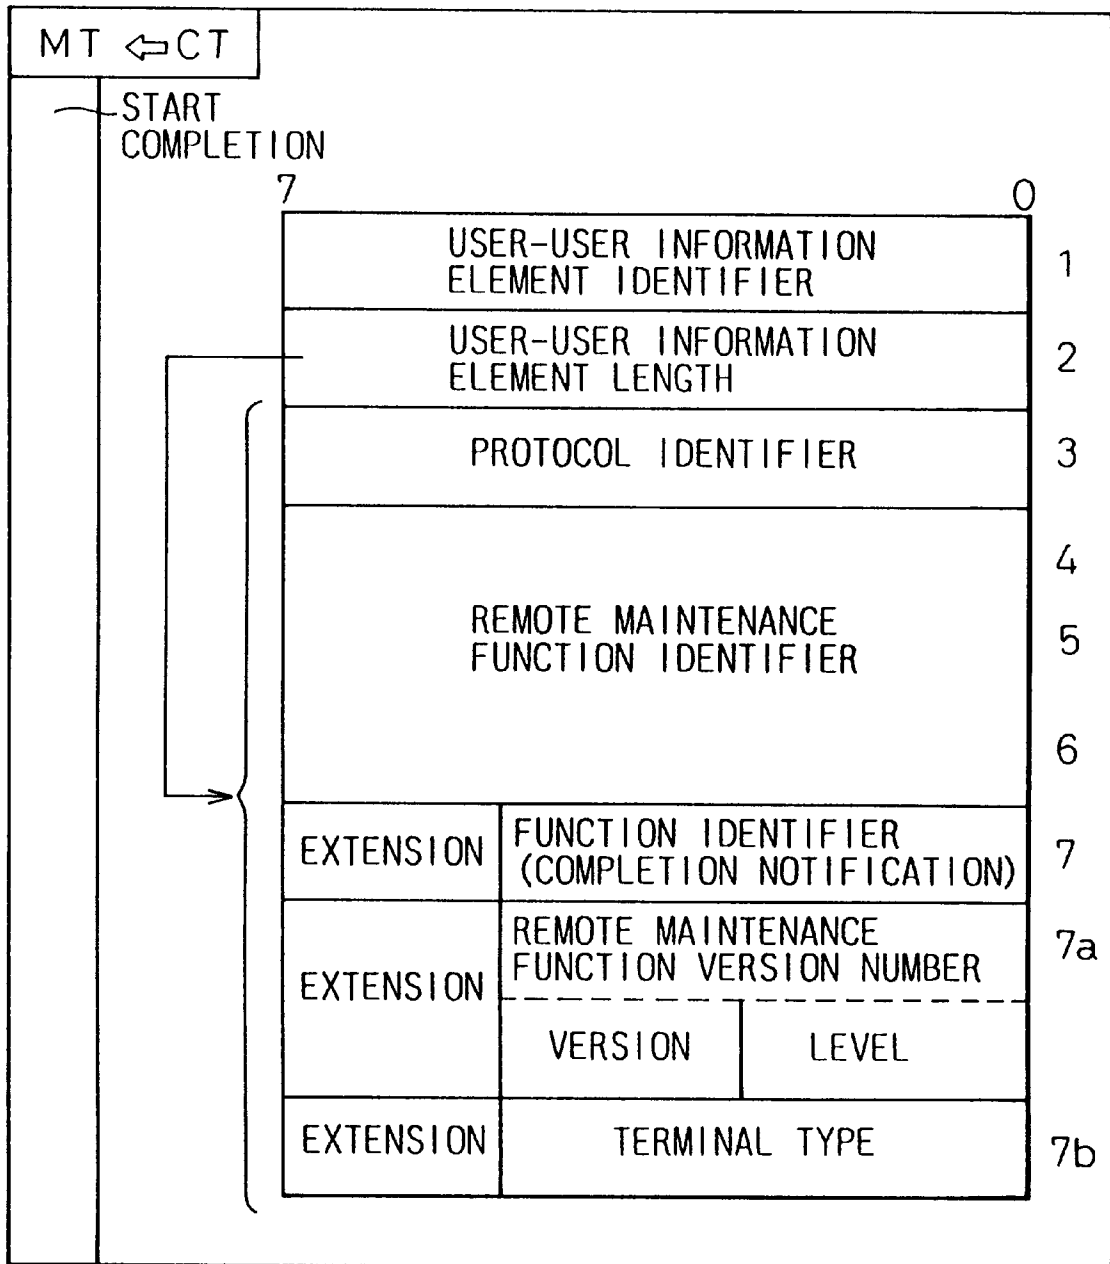 MT ⇦ CT
START
COMPLETION
7 0
USER-USER INFORMATION
ELEMENT IDENTIFIER
1
USER-USER INFORMATION
ELEMENT LENGTH
2
PROTOCOL IDENTIFIER
3
4
REMOTE MAINTENANCE
FUNCTION IDENTIFIER
5
6
EXTENSION
FUNCTION IDENTIFIER
(COMPLETION NOTIFICATION)
7
EXTENSION
REMOTE MAINTENANCE
FUNCTION VERSION NUMBER
7a
VERSION LEVEL
EXTENSION TERMINAL TYPE 7b